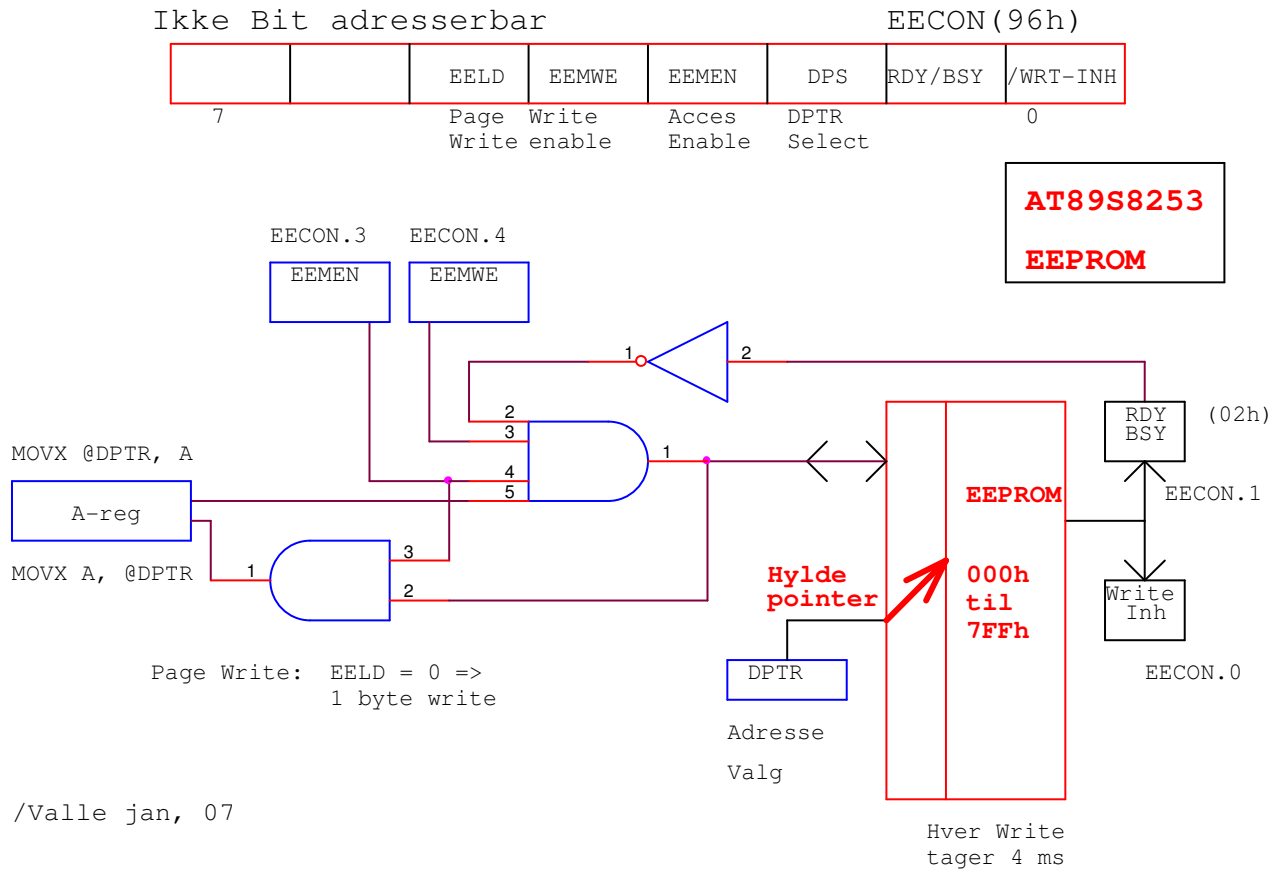 Ikke Bit adresserbar EECON(96h)
EELD EEMWE EEMEN DPS RDY/BSY /WRT-INH
7 Page Write Acces DPTR 0
Write enable Enable Select
AT89S8253
EEPROM
EECON.3 EECON.4
EEMEN EEMWE
1 2
2
3
4
5
1
RDY
BSY
(02h)
MOVX @DPTR, A
A-reg
MOVX A, @DPTR
1
3
2
EEPROM
000h
til
7FFh
Hylde
pointer
EECON.1
Write
Inh
EECON.0
DPTR
Adresse
Valg
Page Write: EELD = 0 =>
1 byte write
/Valle jan, 07
Hver Write
tager 4 ms